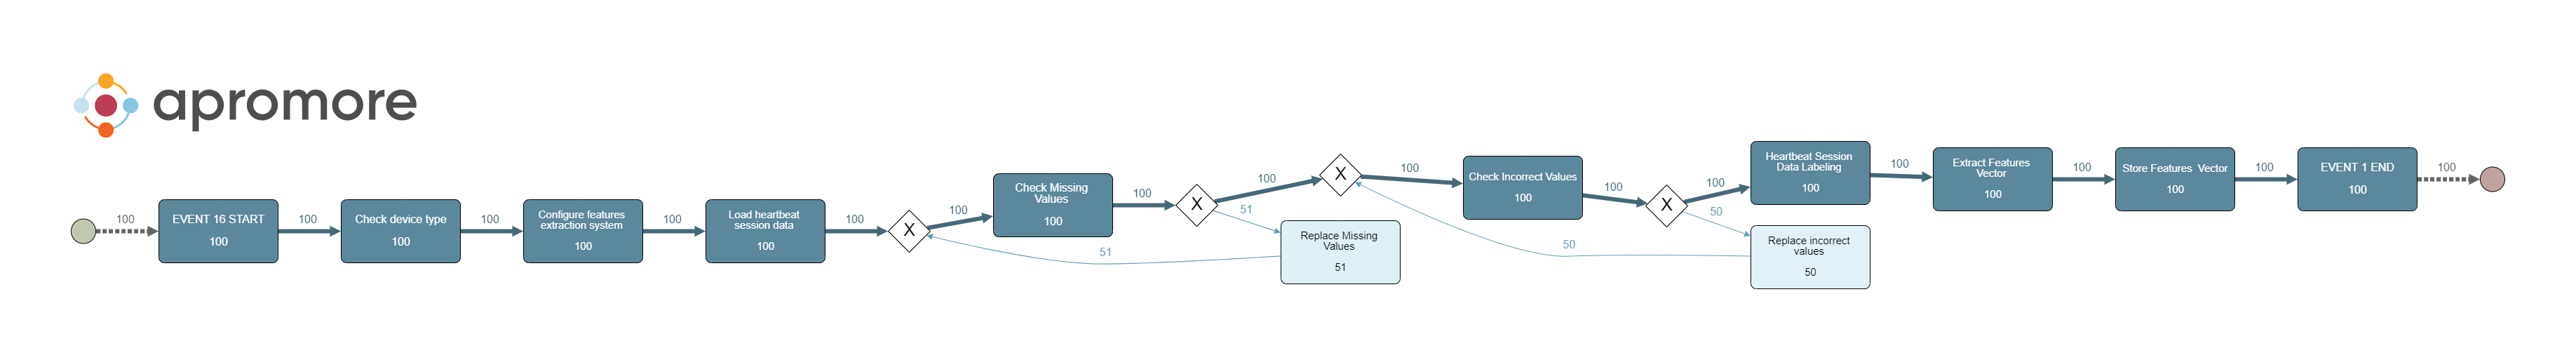 apromore
100
EVENT 16 START
100
100
Check device type
100
100
Configure features
extraction system
100
100
Load heartbeat
session data
100
100
X
100
Check Missing
Values
100
100
X
100
51
Replace Missing
Values
51
51
X
100
Check Incorrect Values
100
100
X
100
50
Replace incorrect
values
50
50
Heartbeat Session
Data Labeling
100
100
Extract Features
Vector
100
100
Store Features  Vector
100
100
EVENT 1 END
100
100